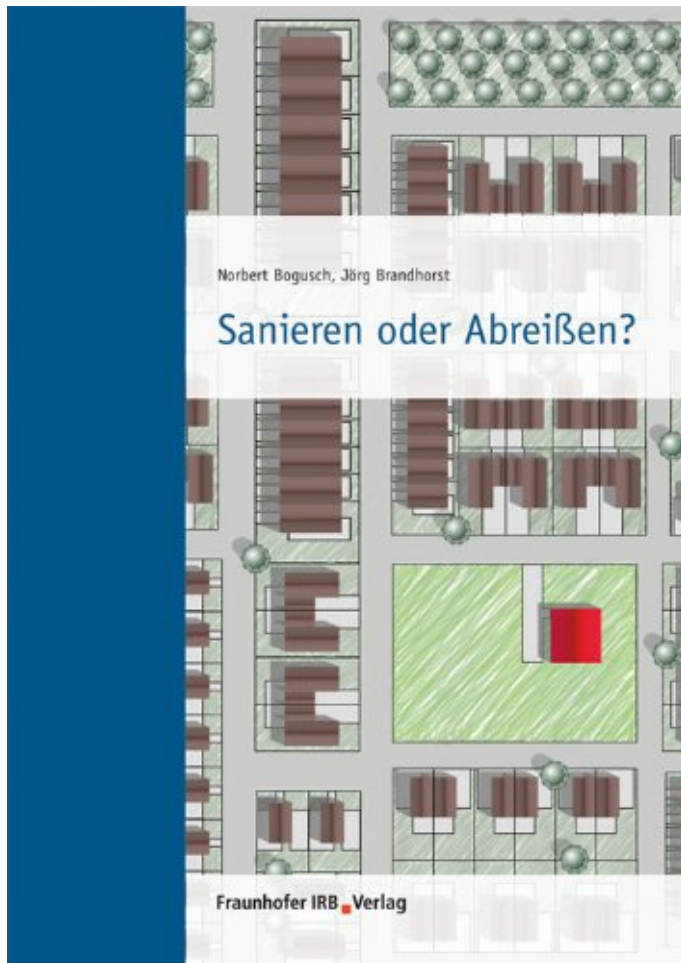 Norbert Bogusch, Jörg Brandhorst
Sanieren oder Abreißen?
Fraunhofer IRB Verlag